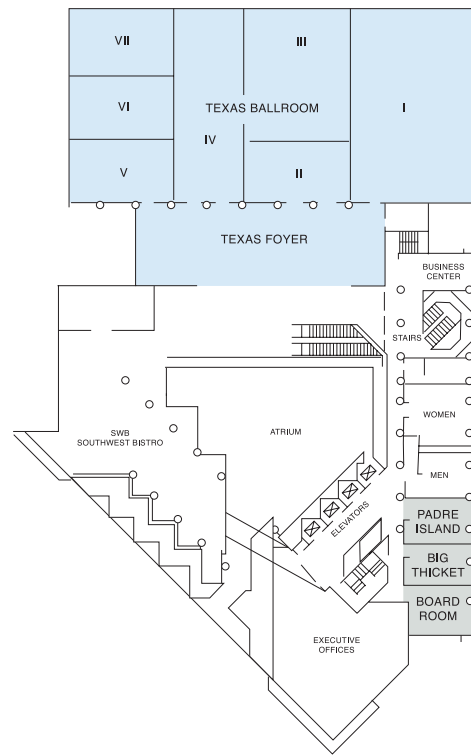 VII
III
VI
TEXAS BALLROOM
I
IV
V
II
TEXAS FOYER
BUSINESS
CENTER
STAIRS
WOMEN
SWB
SOUTHWEST BISTRO
ATRIUM
MEN
ELEVATORS
PADRE
ISLAND
BIG
THICKET
BOARD
ROOM
EXECUTIVE
OFFICES